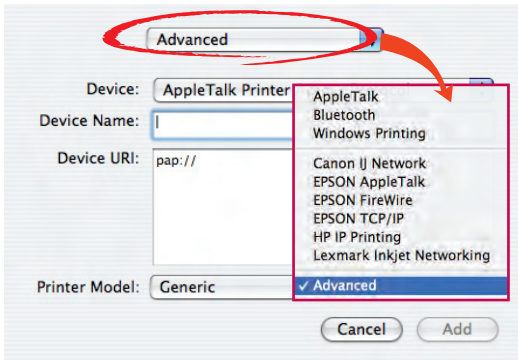 Advanced
Device: AppleTalk Printer
Device Name:
Device URI: pap://
AppleTalk
Bluetooth
Windows Printing
Canon IJ Network
EPSON AppleTalk
EPSON FireWire
EPSON TCP/IP
HP IP Printing
Lexmark Inkjet Networking
✓ Advanced
Printer Model: Generic
Cancel Add